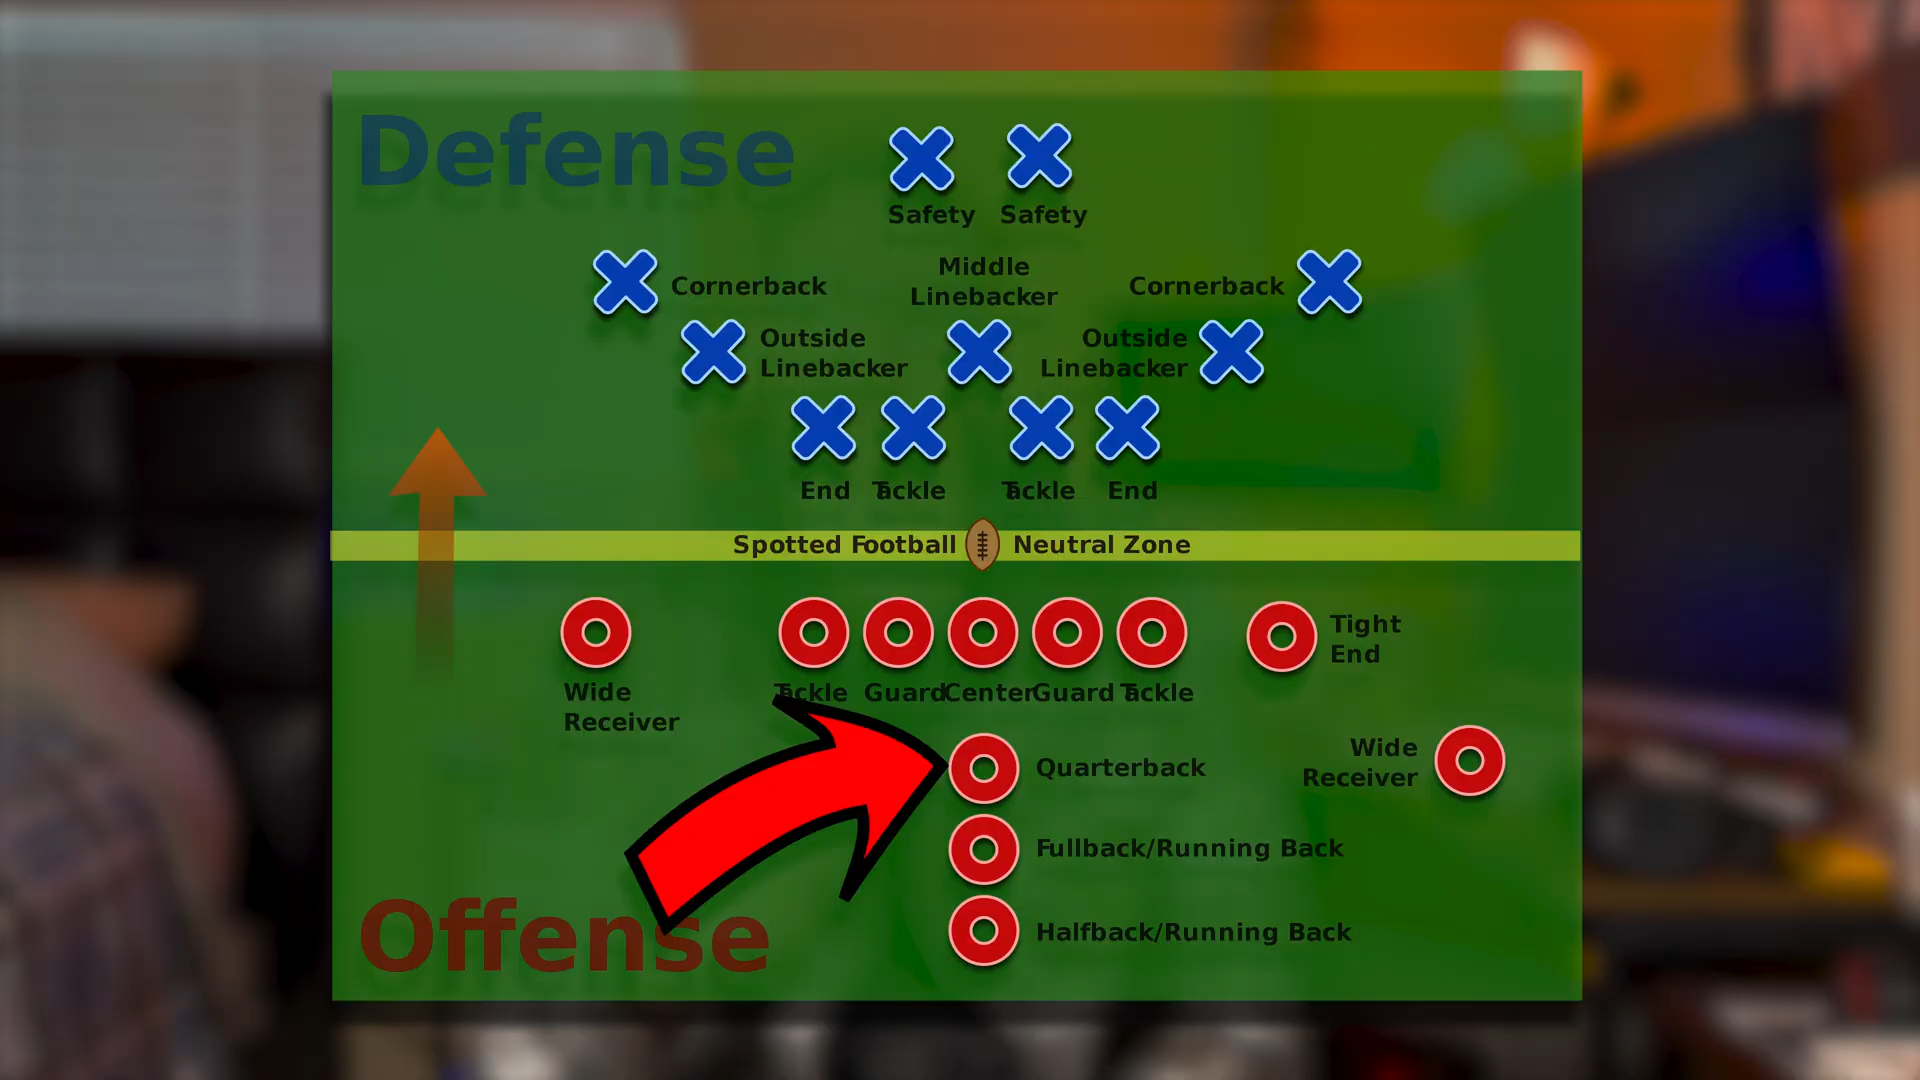 Defense
Safety Safety
Cornerback
Middle
Linebacker
Cornerback
Outside
Linebacker
Outside
Linebacker
End Tackle Tackle End
Spotted Football Neutral Zone
Wide
Receiver
Tackle Guard Center Guard Tackle
Tight
End
Quarterback
Wide
Receiver
Fullback/Running Back
Halfback/Running Back
Offense